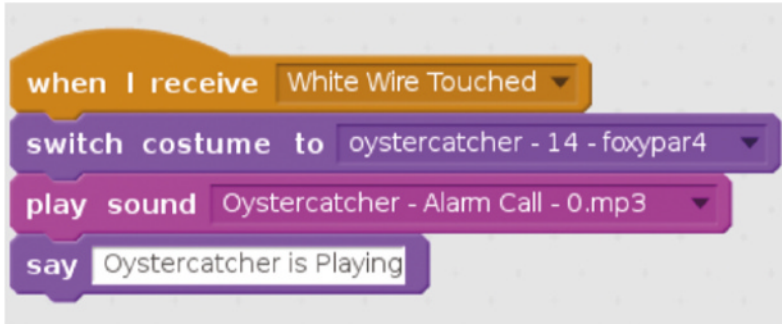 when I receive White Wire Touched
switch costume to oystercatcher - 14 - foxypar4
play sound Oystercatcher - Alarm Call - 0.mp3
say Oystercatcher is Playing